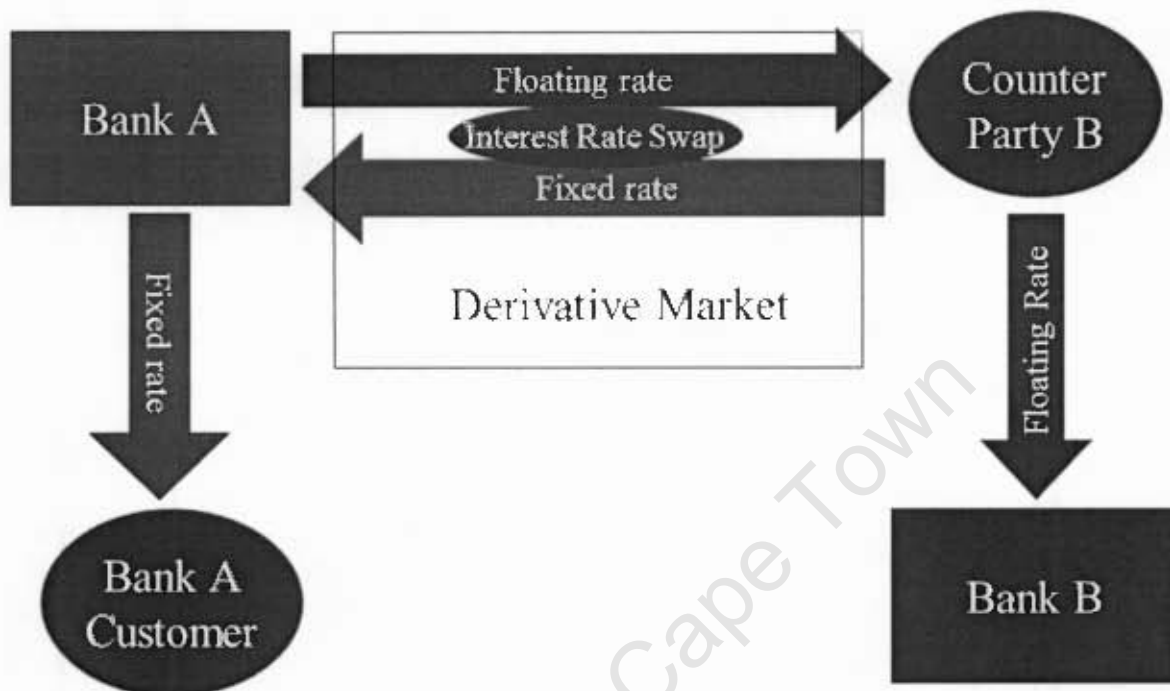 Bank A
Floating rate
Interest Rate Swap
Fixed rate
Counter
Party B
Derivative Market
Fixed rate
Floating Rate
Bank A
Customer
Bank B
Cape Town